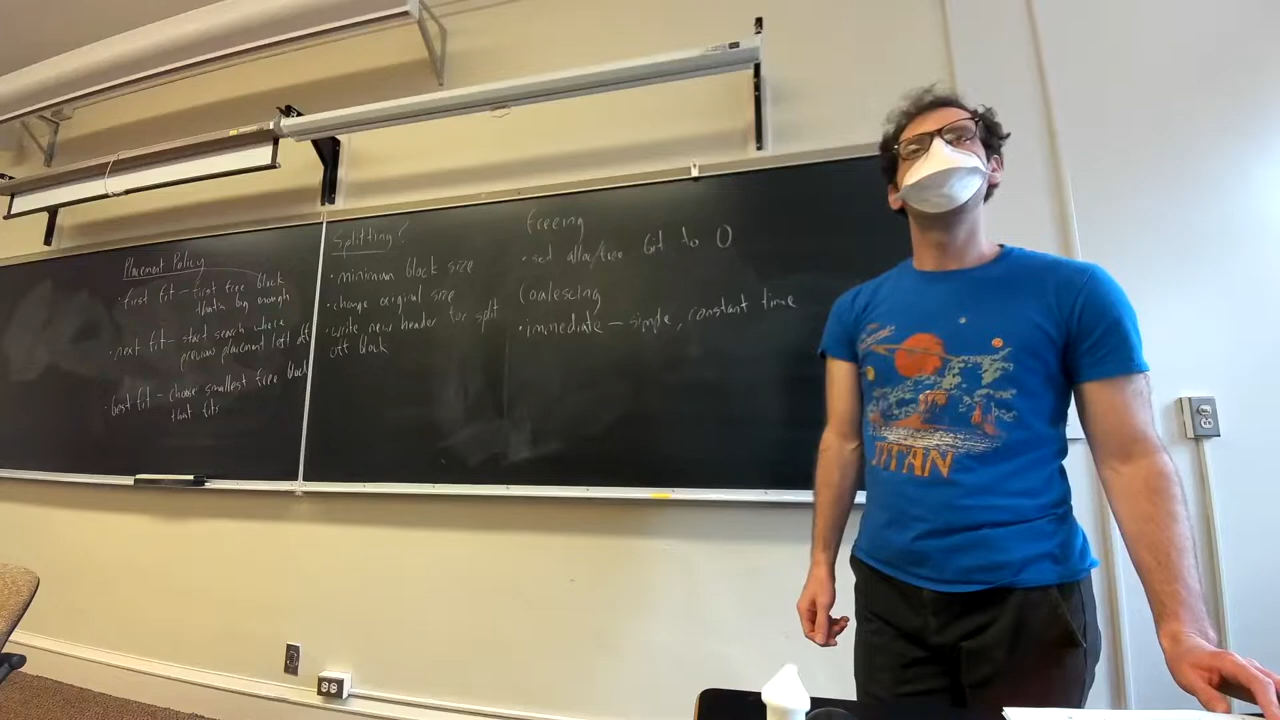 Placement Policy
· first fit – first free block
that's big enough
· next fit – start search where
previous placement left off
· best fit – choose smallest free block
that fits
Splitting?
· minimum block size
· change original size
· write new header for split
off block
Freeing
· set alloc/free bit to 0
Coalescing
· immediate – simple, constant time
TITAN